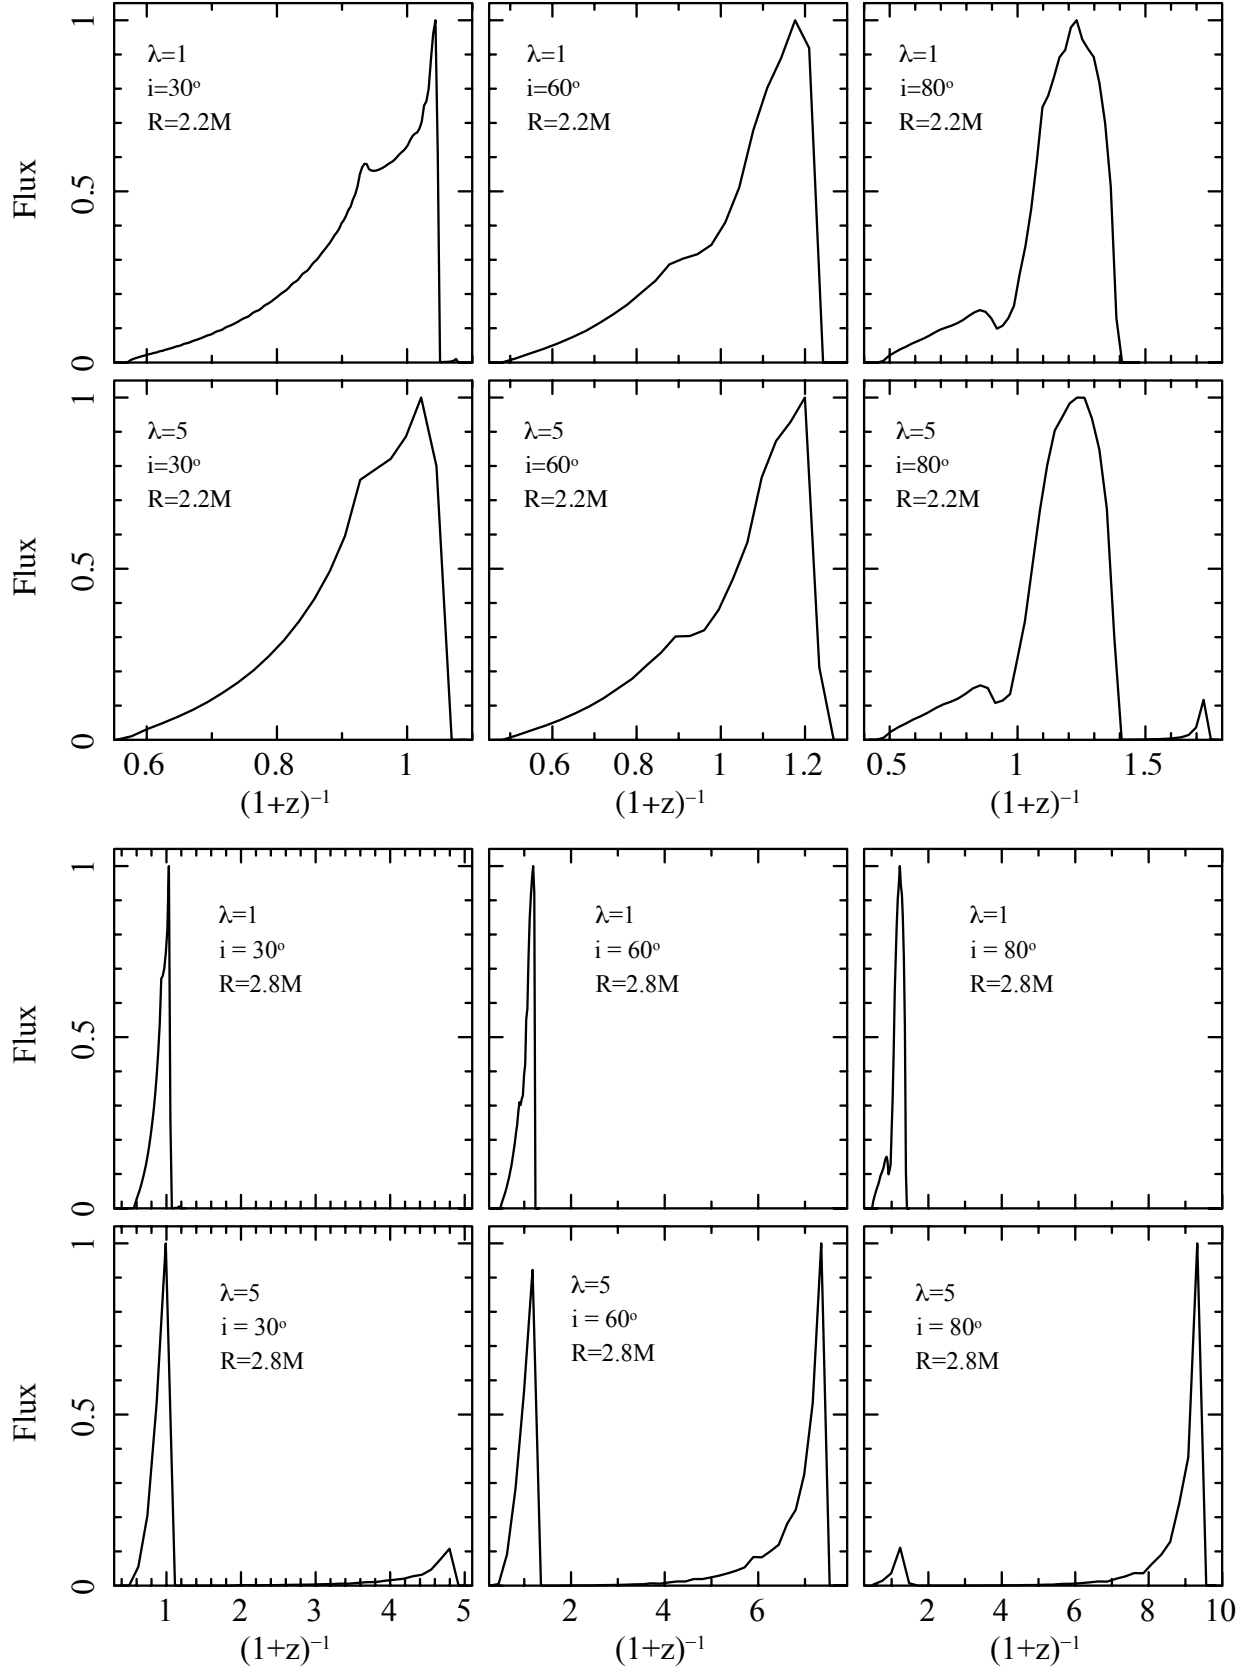 λ=1
i=30°
R=2.2M
λ=1
i=60°
R=2.2M
λ=1
i=80°
R=2.2M
Flux
0
0.5
1
λ=5
i=30°
R=2.2M
λ=5
i=60°
R=2.2M
λ=5
i=80°
R=2.2M
Flux
0
0.5
1
0.6 0.8 1
0.6 0.8 1 1.2
0.5 1 1.5
(1+z)⁻¹
(1+z)⁻¹
(1+z)⁻¹
λ=1
i = 30°
R=2.8M
λ=1
i = 60°
R=2.8M
λ=1
i = 80°
R=2.8M
Flux
0
0.5
1
λ=5
i = 30°
R=2.8M
λ=5
i = 60°
R=2.8M
λ=5
i = 80°
R=2.8M
Flux
0
0.5
1
1 2 3 4 5
2 4 6
2 4 6 8 10
(1+z)⁻¹
(1+z)⁻¹
(1+z)⁻¹